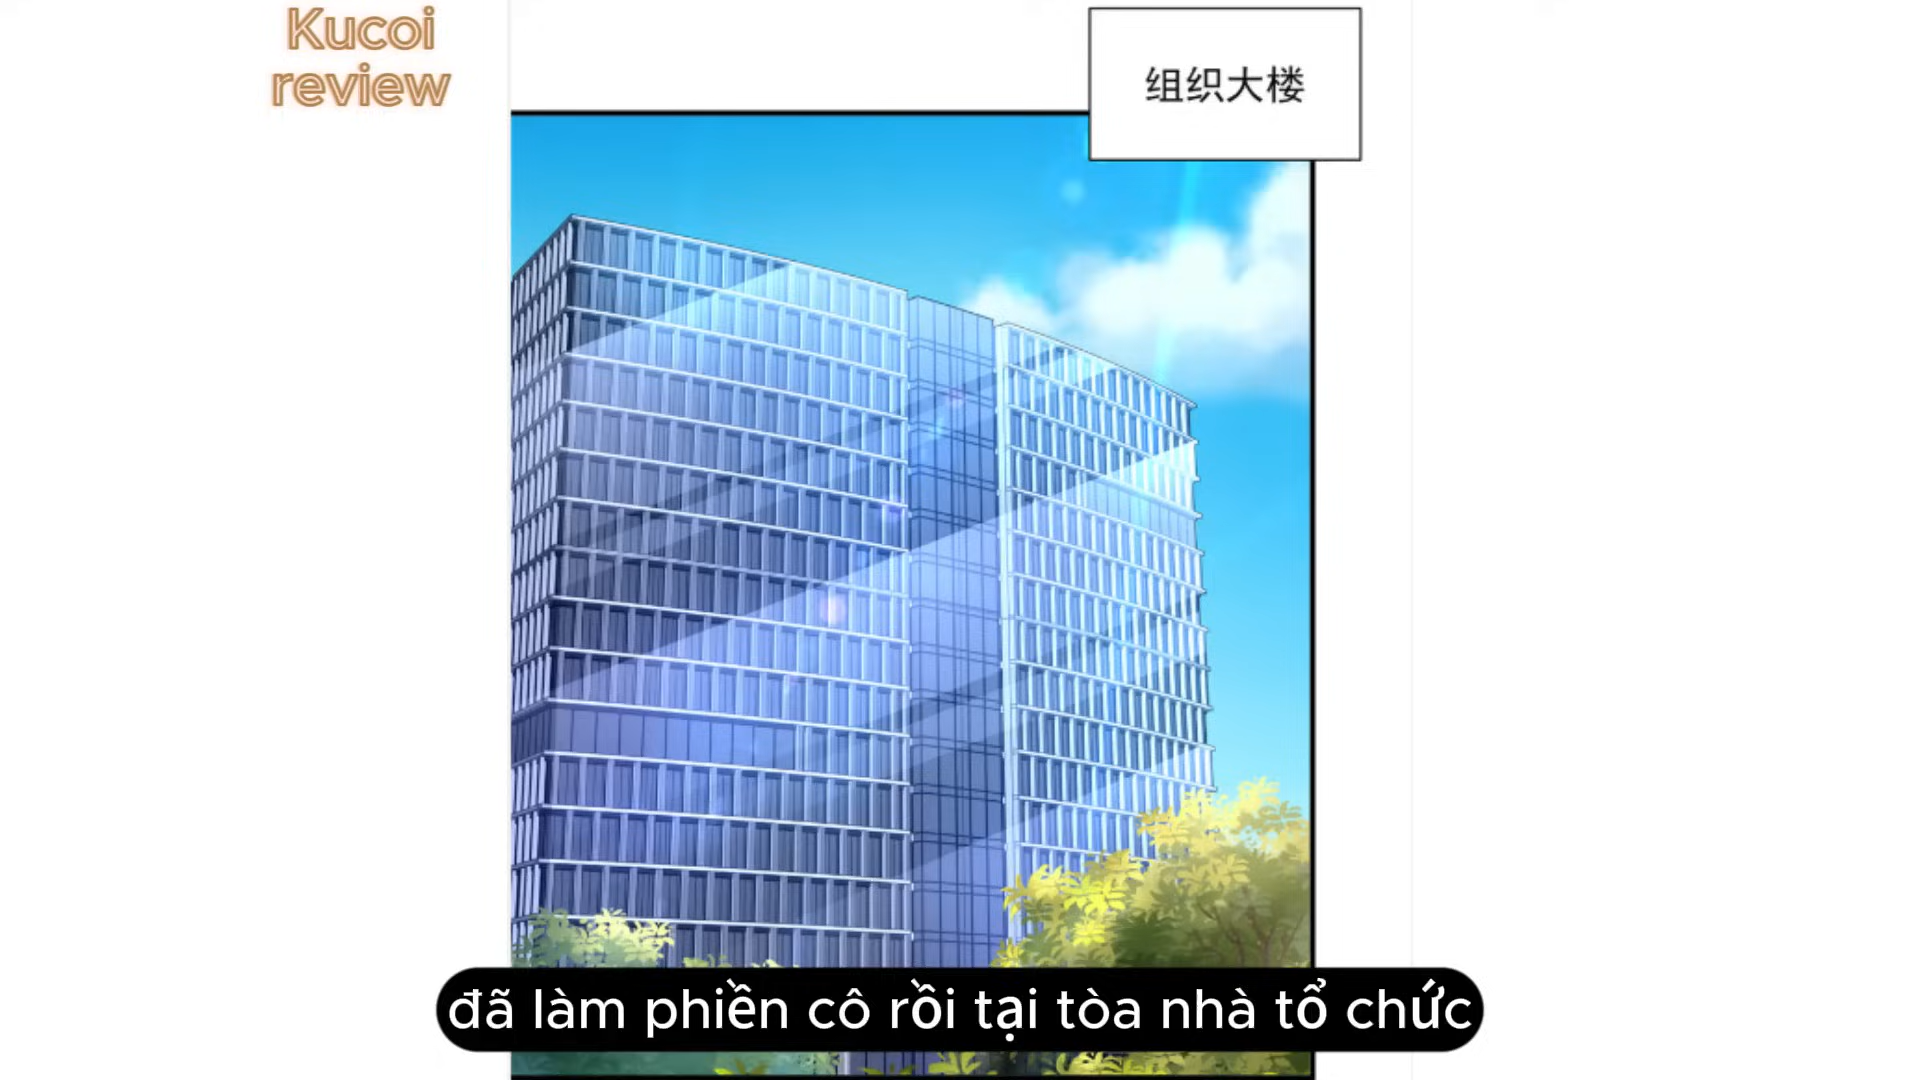 Kucoi
review
组织大楼
đã làm phiền cô rồi tại tòa nhà tổ chức